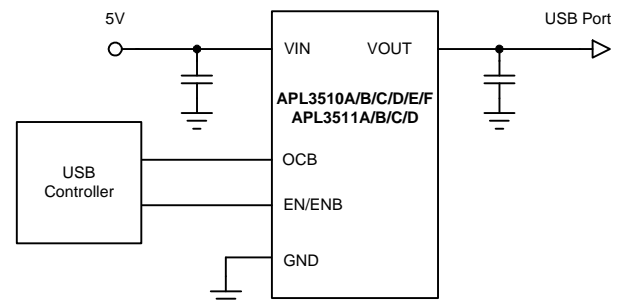 5V
USB Port
VIN
VOUT
APL3510A/B/C/D/E/F
APL3511A/B/C/D
OCB
USB
Controller
EN/ENB
GND